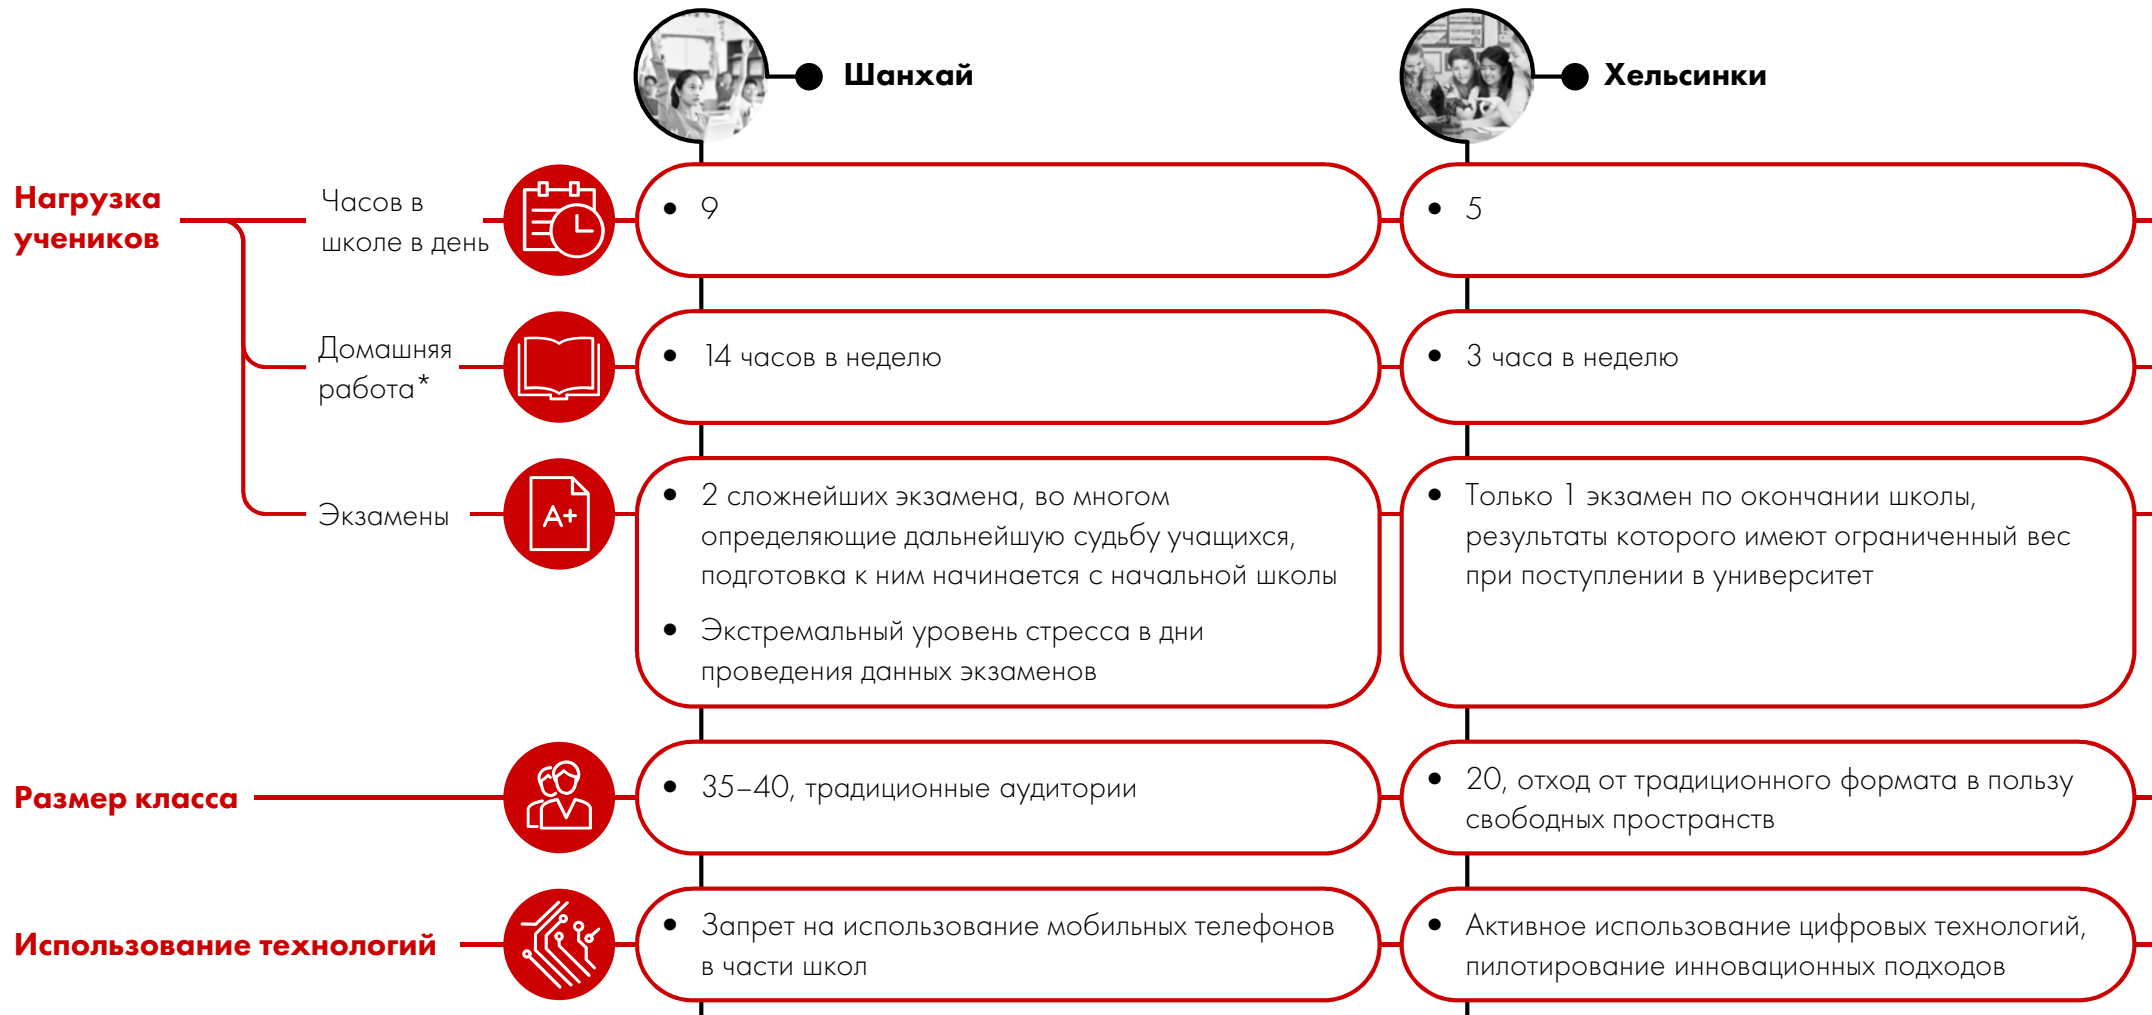 Шанхай
Хельсинки
Нагрузка
учеников
Часов в
школе в день
9
5
Домашняя
работа*
14 часов в неделю
3 часа в неделю
Экзамены
A+
2 сложнейших экзамена, во многом
определяющие дальнейшую судьбу учащихся,
подготовка к ним начинается с начальной школы
Экстремальный уровень стресса в дни
проведения данных экзаменов
Только 1 экзамен по окончании школы,
результаты которого имеют ограниченный вес
при поступлении в университет
Размер класса
35–40, традиционные аудитории
20, отход от традиционного формата в пользу
свободных пространств
Использование технологий
Запрет на использование мобильных телефонов
в части школ
Активное использование цифровых технологий,
пилотирование инновационных подходов